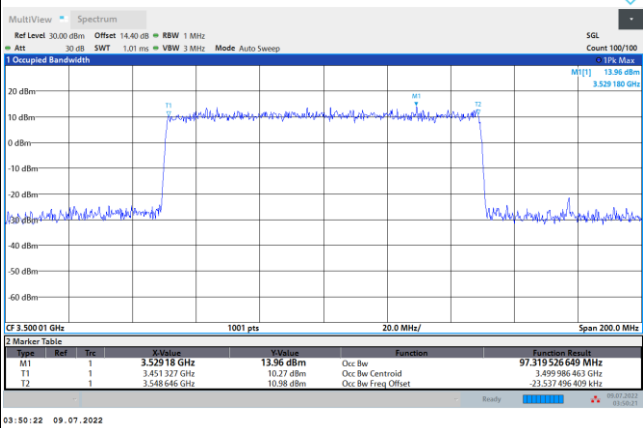 MultiView Spectrum
Ref Level 30.00 dBm Offset 14.40 dB RBW 1 MHz SGL
Att 30 dB SWT 1.01 ms VBW 3 MHz Mode Auto Sweep Count 100/100
1 Occupied Bandwidth 1Pk Max
M1[1] 13.96 dBm
3.529 180 GHz
20 dBm
M1
T1
T2
10 dBm
0 dBm
-10 dBm
-20 dBm
-30 dBm
-40 dBm
-50 dBm
-60 dBm
CF 3.500 01 GHz 1001 pts 20.0 MHz/ Span 200.0 MHz
2 Marker Table
Type Ref Trc X-Value Y-Value Function Function Result
M1 1 3.529 18 GHz 13.96 dBm Occ Bw 97.319 526 649 MHz
T1 1 3.451 327 GHz 10.27 dBm Occ Bw Centroid 3.499 986 463 GHz
T2 1 3.548 646 GHz 10.98 dBm Occ Bw Freq Offset -23.537 496 409 kHz
Ready 09.07.2022
03:50:21
03:50:22 09.07.2022